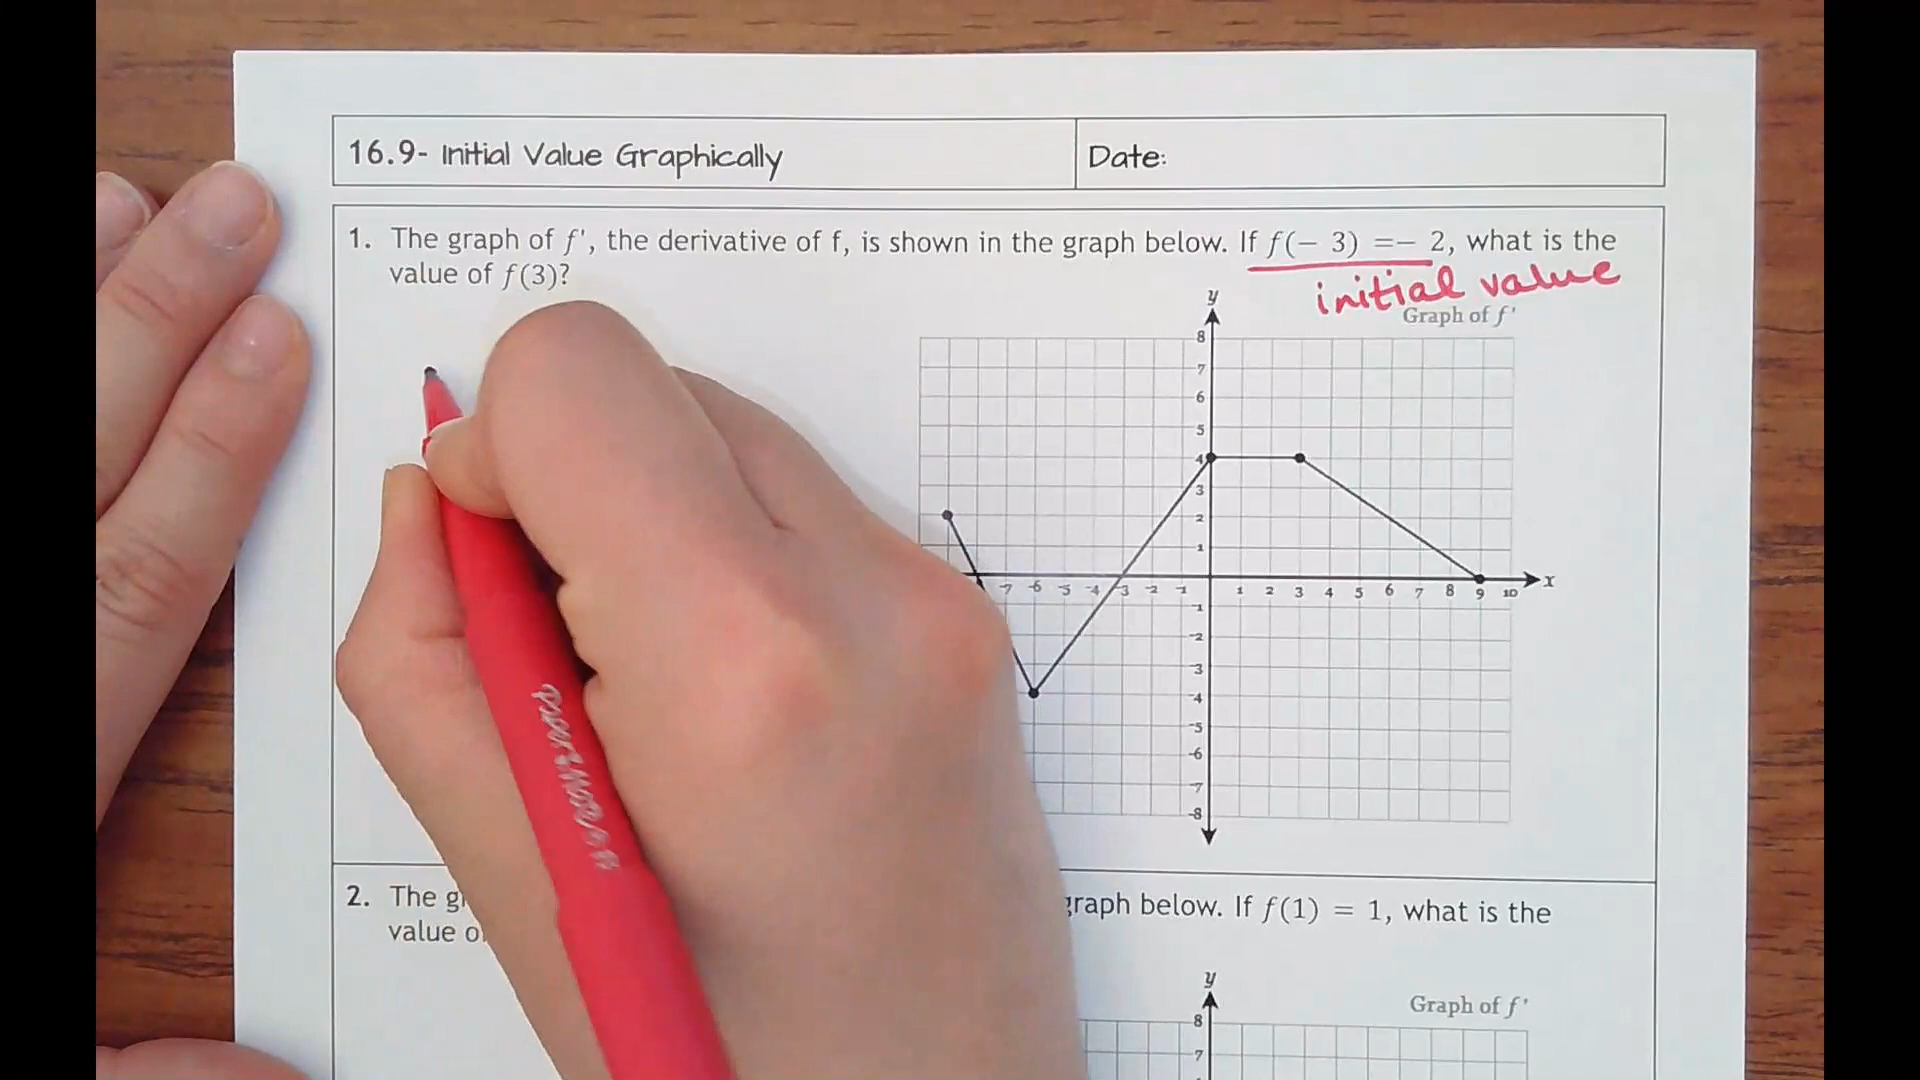 16.9- Initial Value Graphically
Date:
1. The graph of f', the derivative of f, is shown in the graph below. If f(− 3) =− 2, what is the
value of f(3)?
initial value
Graph of f'
y
8
7
6
5
4
3
2
1
-7 -6 -5 -4 -3 -2 -1 1 2 3 4 5 6 7 8 9 10 x
-1
-2
-3
-4
-5
-6
-7
-8
2. The graph below. If f(1) = 1, what is the
value
y
Graph of f'
8
7